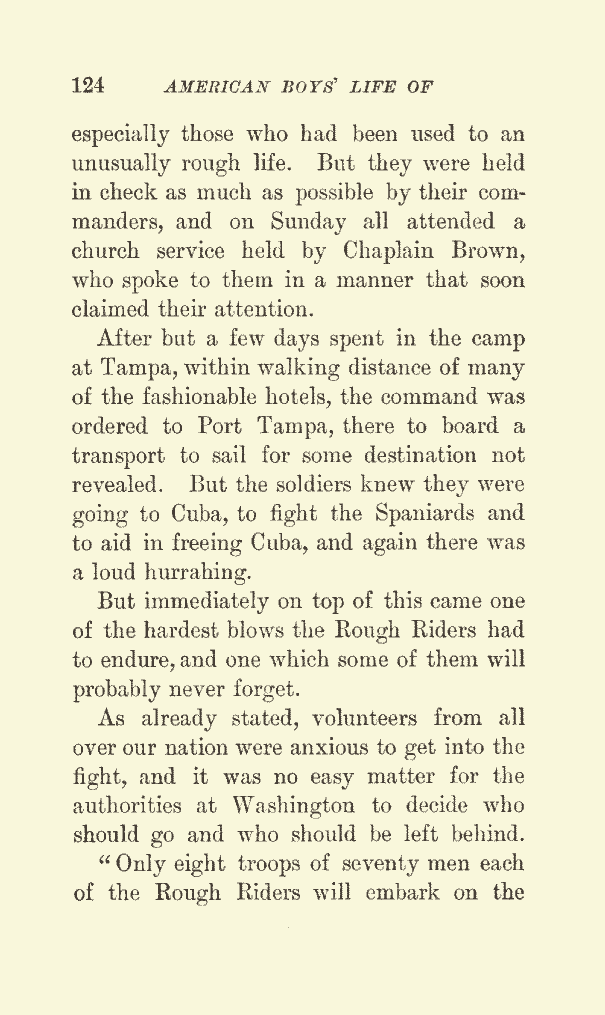 124 AMERICAN BOYS' LIFE OF
especially those who had been used to an
unusually rough life. But they were held
in check as much as possible by their com-
manders, and on Sunday all attended a
church service held by Chaplain Brown,
who spoke to them in a manner that soon
claimed their attention.
After but a few days spent in the camp
at Tampa, within walking distance of many
of the fashionable hotels, the command was
ordered to Port Tampa, there to board a
transport to sail for some destination not
revealed. But the soldiers knew they were
going to Cuba, to fight the Spaniards and
to aid in freeing Cuba, and again there was
a loud hurrahing.
But immediately on top of this came one
of the hardest blows the Rough Riders had
to endure, and one which some of them will
probably never forget.
As already stated, volunteers from all
over our nation were anxious to get into the
fight, and it was no easy matter for the
authorities at Washington to decide who
should go and who should be left behind.
“Only eight troops of seventy men each
of the Rough Riders will embark on the